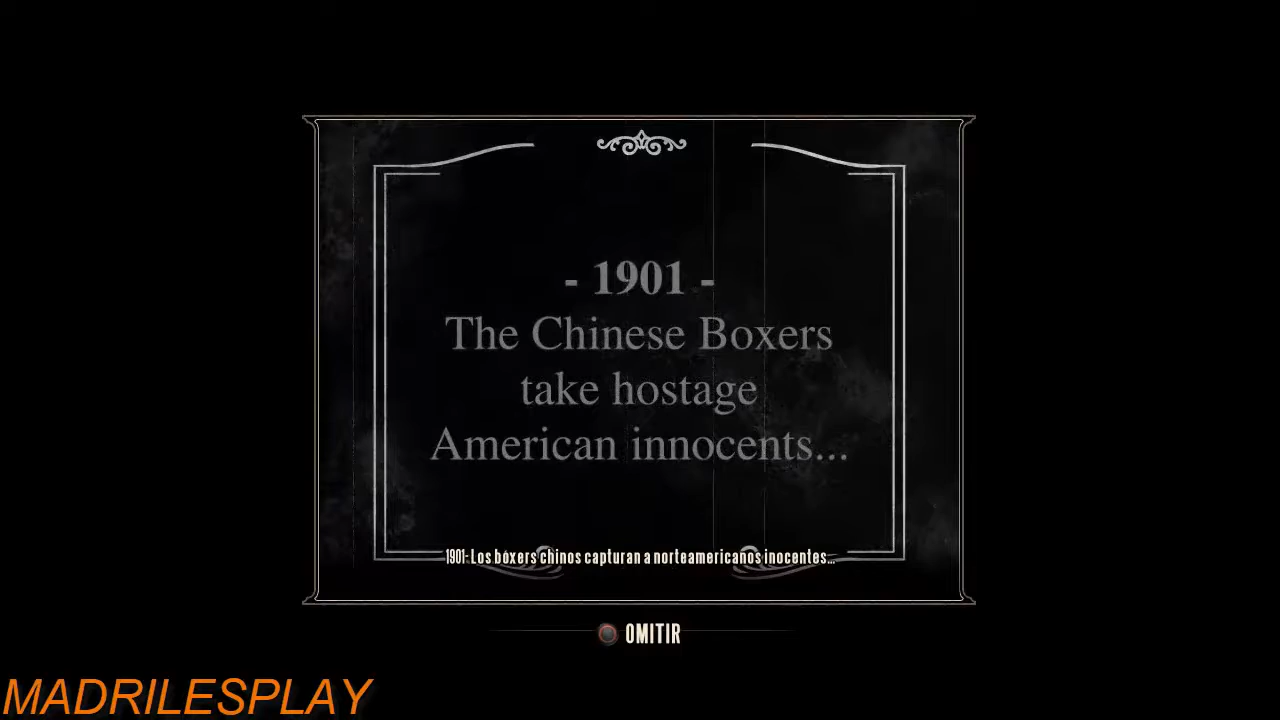 - 1901 -
The Chinese Boxers
take hostage
American innocents...
1901: Los bóxers chinos capturan a norteamericanos inocentes...
OMITIR
MADRILESPLAY